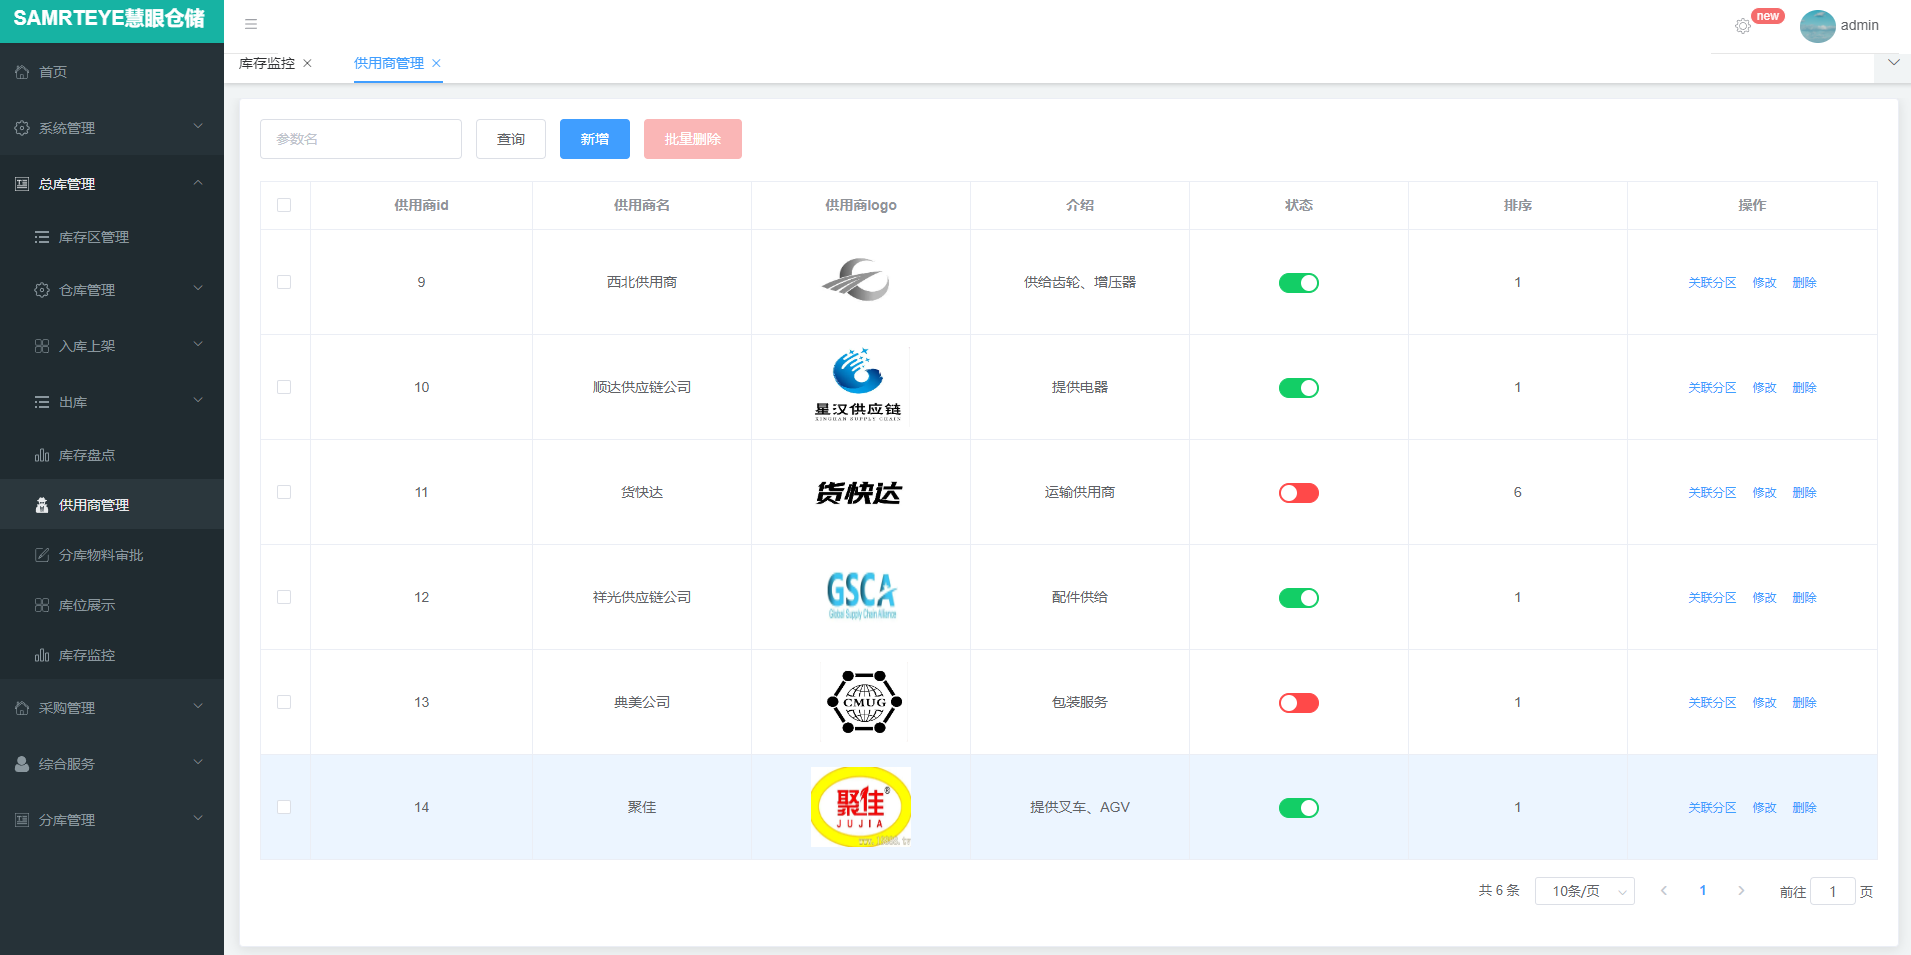 SAMRTEYE慧眼仓储
new
admin
首页
系统管理
总库管理
库存区管理
仓库管理
入库上架
出库
库存盘点
供用商管理
分库物料审批
库位展示
库存监控
采购管理
综合服务
分库管理
库存监控 ×
供用商管理 ×
参数名 查询 新增 批量删除
供用商id 供用商名 供用商logo 介绍 状态 排序 操作
9 西北供用商 供给齿轮、增压器 1 关联分区 修改 删除
10 顺达供应链公司 提供电器 1 关联分区 修改 删除
星汉供应链
XINGHAN SUPPLY CHAIN
11 货快达 货快达 运输供用商 6 关联分区 修改 删除
12 祥光供应链公司 配件供给 1 关联分区 修改 删除
GSCA
Global Supply Chain Alliance
13 典美公司 CMUG 包装服务 1 关联分区 修改 删除
14 聚佳 提供叉车、AGV 1 关联分区 修改 删除
聚佳®
JUJIA
共 6 条 10条/页 1 前往 1 页